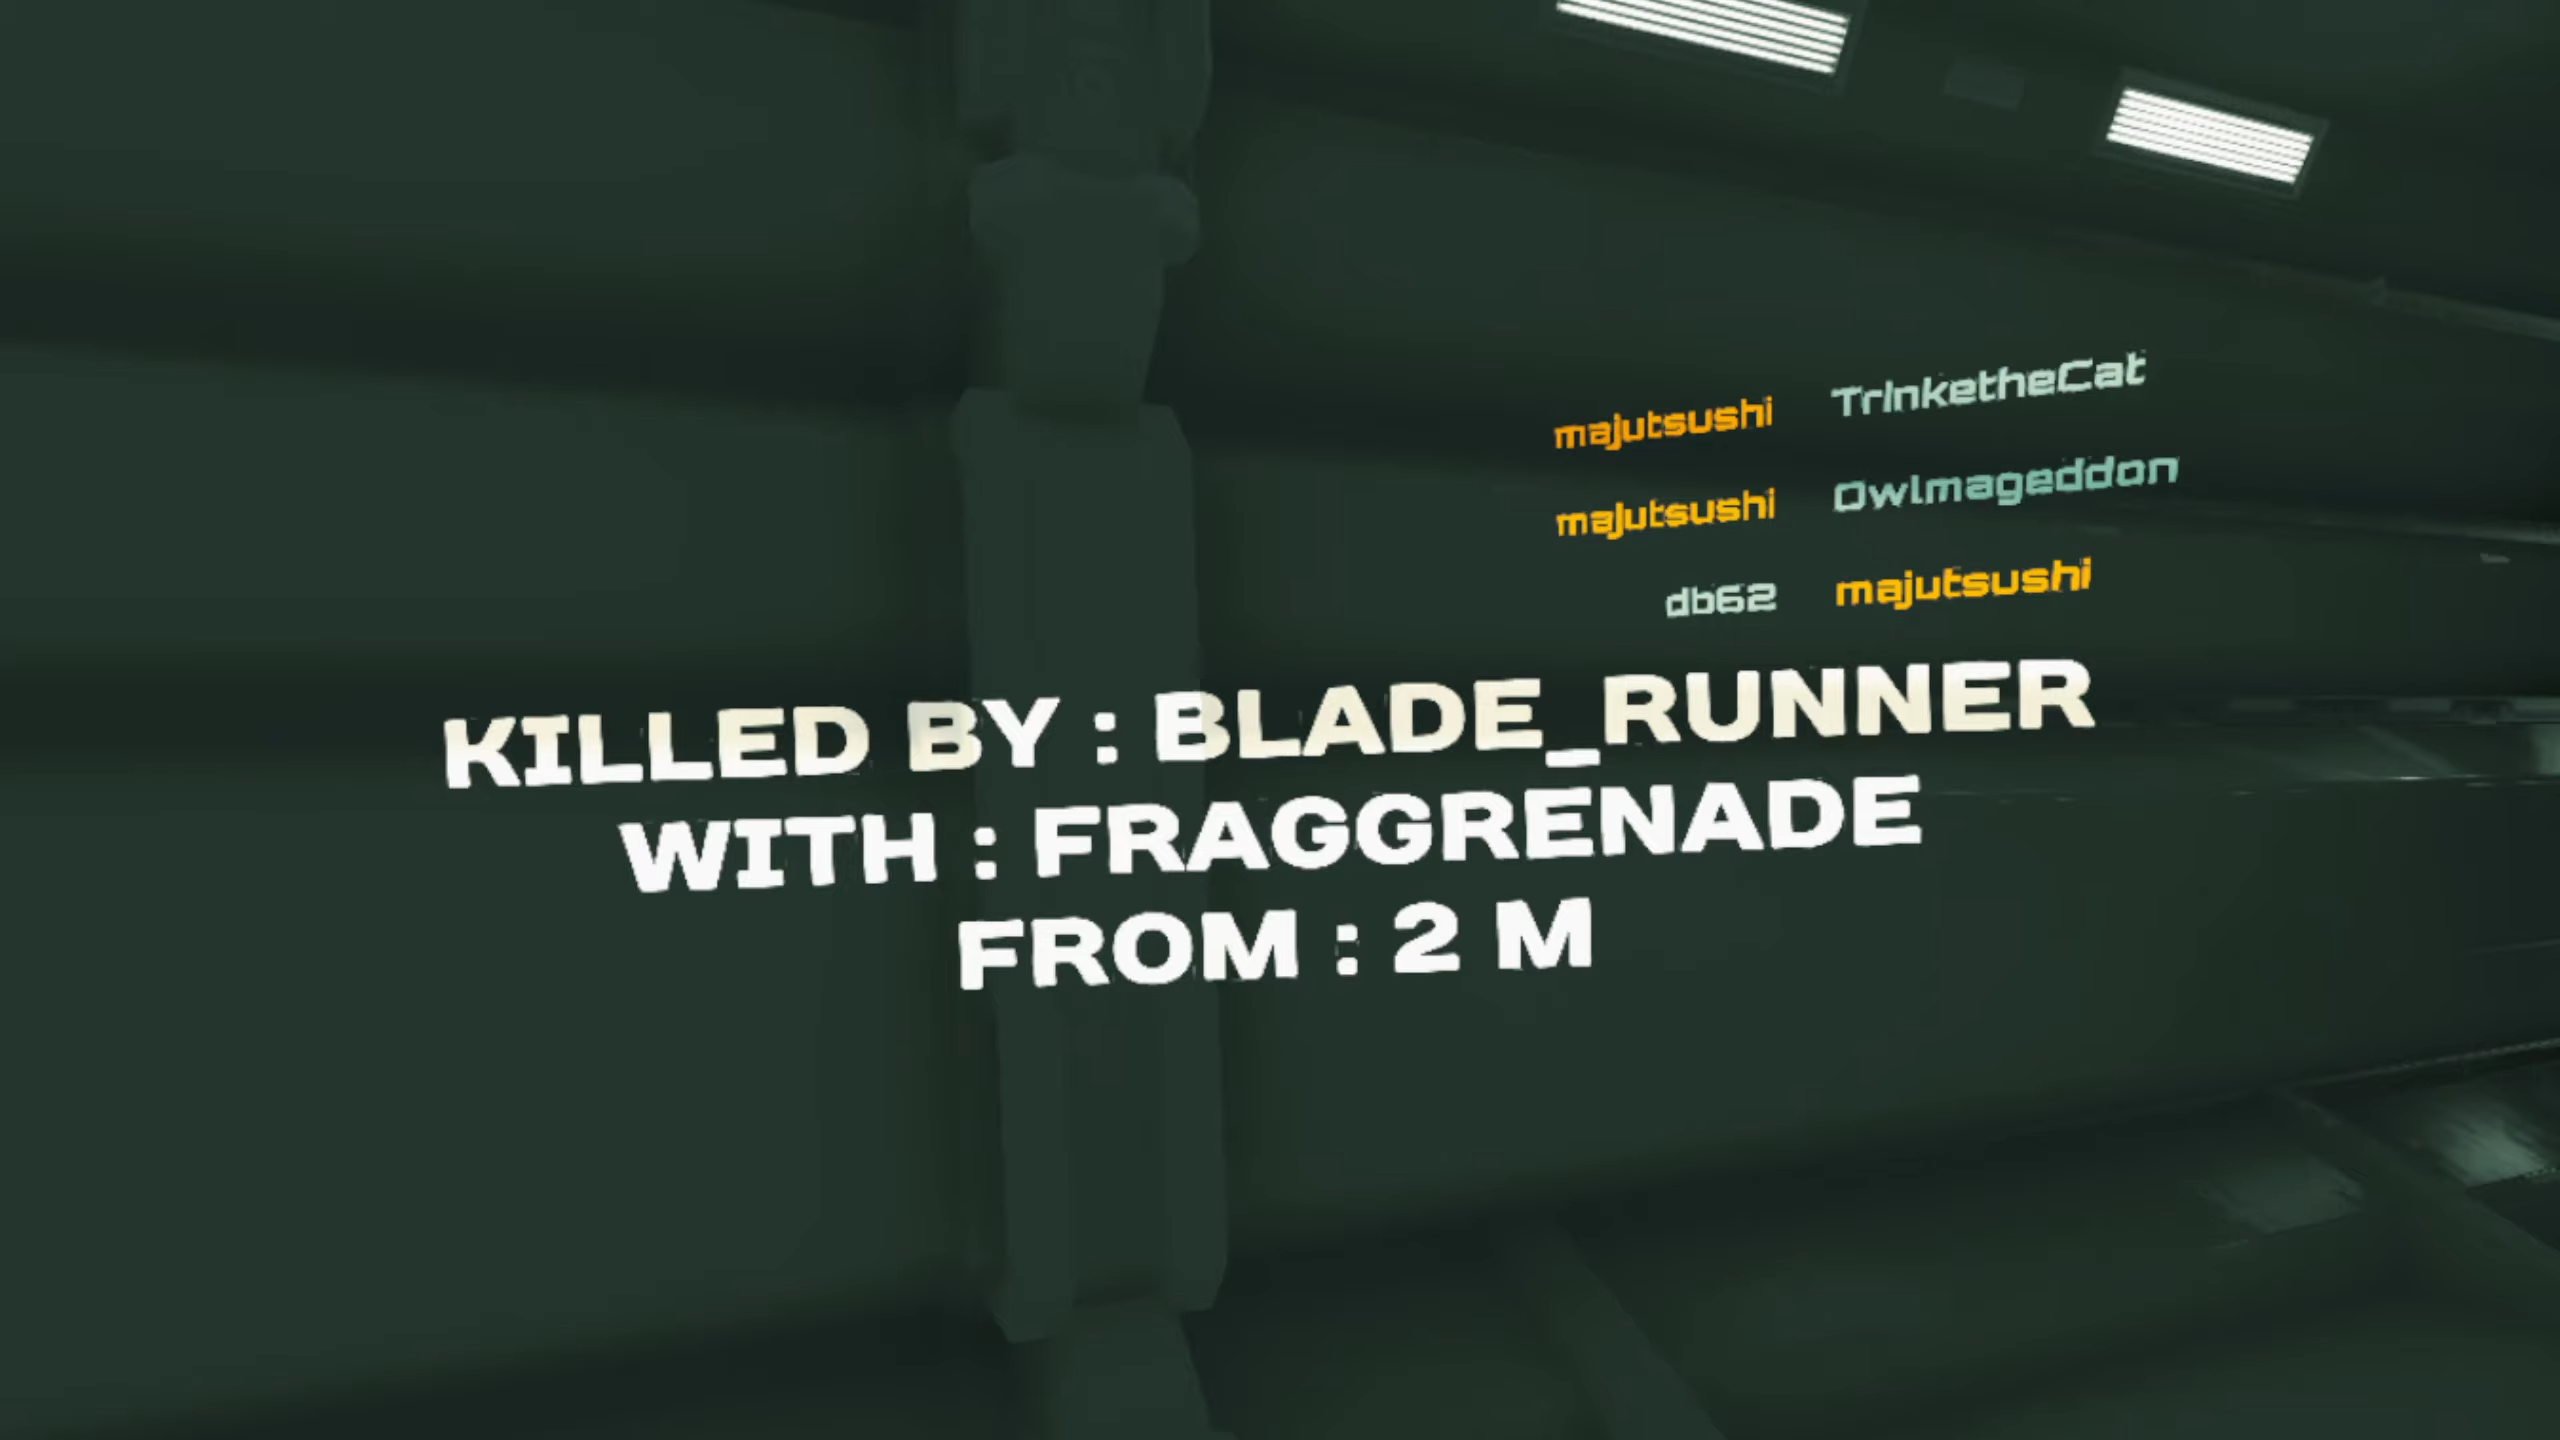 majutsushi TrinketheCat
majutsushi Owlmageddon
db62 majutsushi
KILLED BY : BLADE_RUNNER
WITH : FRAGGRENADE
FROM : 2 M